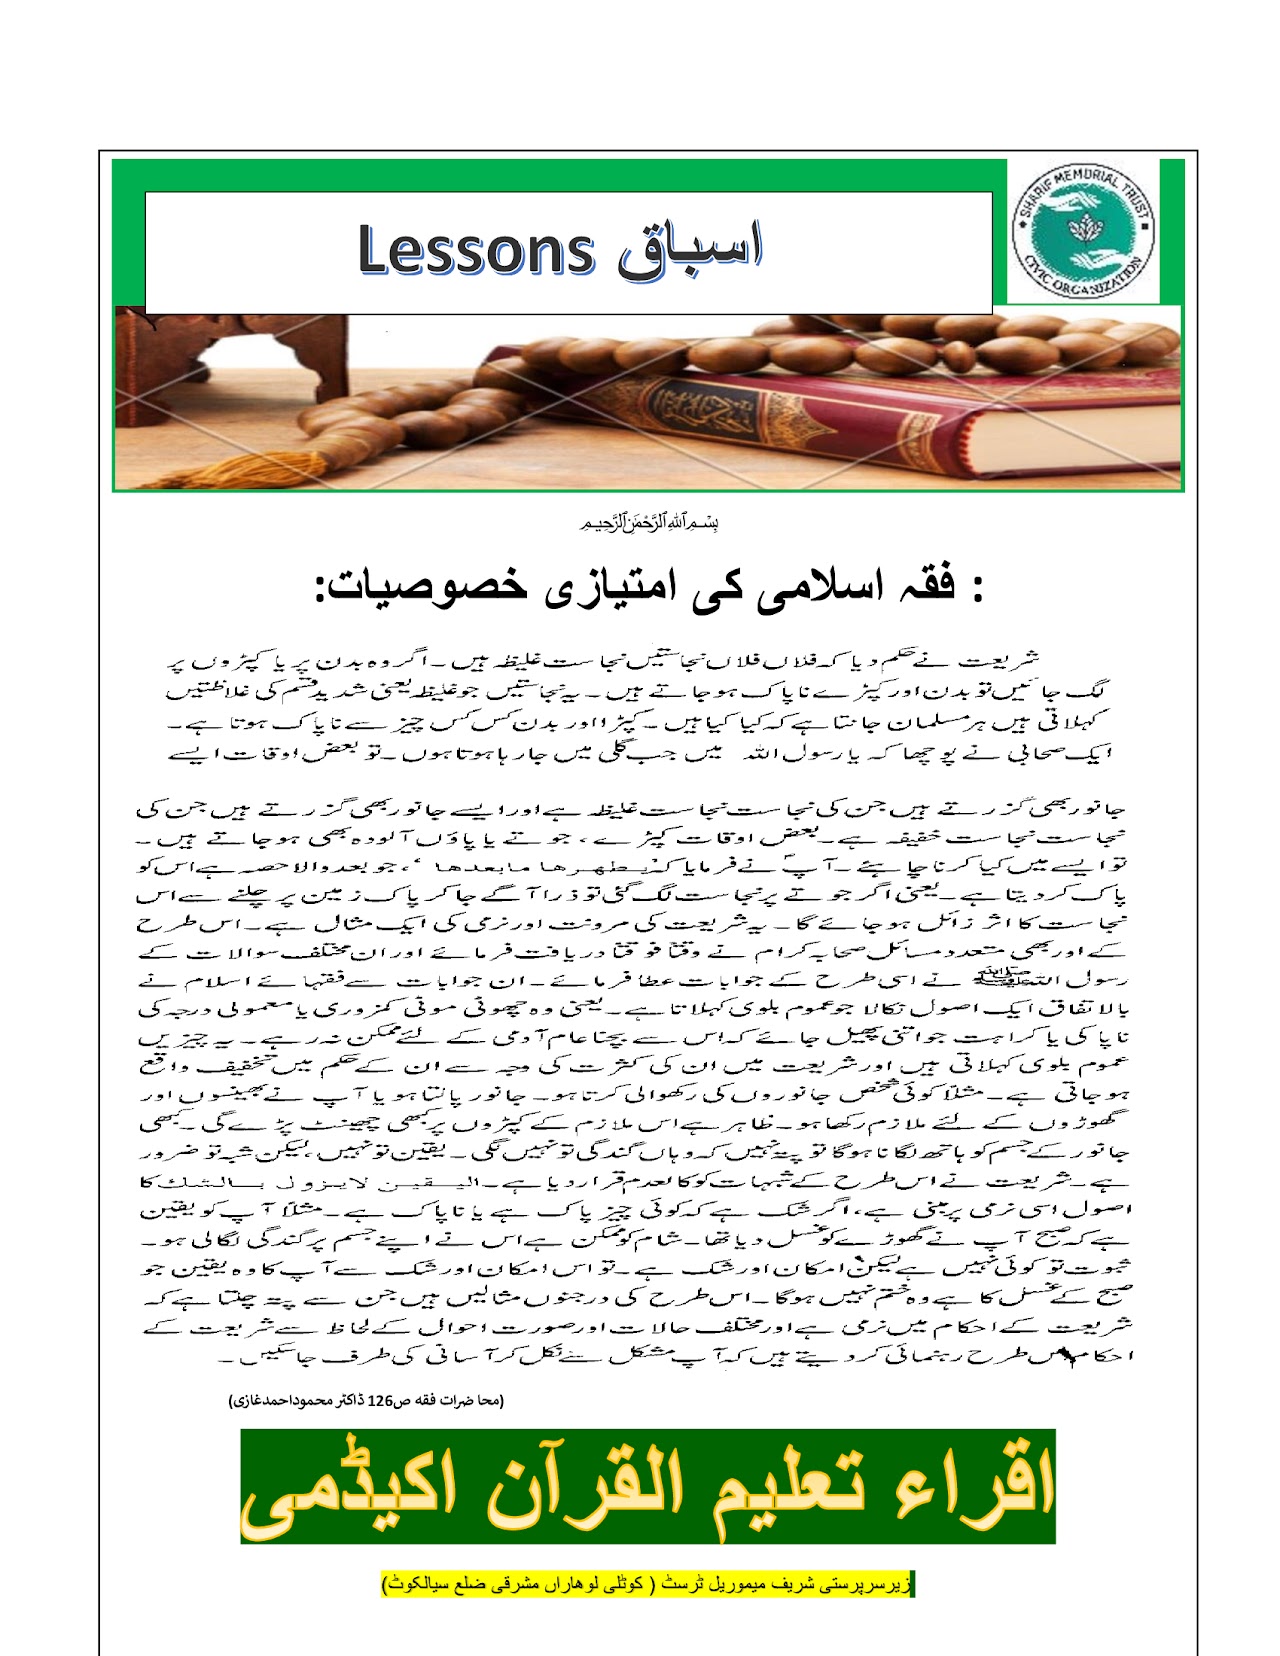 اسباق Lessons
SHARIF MEMORIAL TRUST
CIVIC ORGANIZATION
بِسْمِ اللّٰهِ الرَّحْمٰنِ الرَّحِيْمِ
: فقہ اسلامی کی امتیازی خصوصیات:
شریعت نے حکم دیا کہ فلاں فلاں نجاستیں نجاست غلیظ ہیں۔ اگر وہ بدن پر یا کپڑوں پر
لگ جائیں تو بدن اور کپڑے ناپاک ہو جاتے ہیں۔ یہ نجاستیں جو غلیظ یعنی شدید قسم کی غلاظتیں
کہلاتی ہیں ہر مسلمان جانتا ہے کہ کیا کیا ہیں۔ کپڑا اور بدن کس کس چیز سے ناپاک ہوتا ہے۔
ایک صحابی نے پوچھا کہ یا رسول اللہ میں جب گلی میں جا رہا ہوتا ہوں۔ تو بعض اوقات ایسے
جانور بھی گزرتے ہیں جن کی نجاست نجاست غلیظ ہے اور ایسے جانور بھی گزرتے ہیں جن کی
نجاست نجاست خفیفہ ہے۔ بعض اوقات کپڑے، جوتے یا پاؤں آلودہ بھی ہو جاتے ہیں۔
تو ایسے میں کیا کرنا چاہئے۔ آپؐ نے فرمایا کہ 'یطھرھا مابعدھا'، جو بعد والا حصہ ہے اس کو
پاک کر دیتا ہے۔ یعنی اگر جوتے پر نجاست لگ گئی تو ذرا آگے جا کر پاک زمین پر چلنے سے اس
نجاست کا اثر زائل ہو جائے گا۔ یہ شریعت کی مرونت اور نرمی کی ایک مثال ہے۔ اس طرح
کے اور بھی متعدد مسائل صحابہ کرام نے وقتاً فوقتاً دریافت فرمائے اور ان مختلف سوالات کے
رسول اللہ ﷺ نے اسی طرح کے جوابات عطا فرمائے۔ ان جوابات سے فقہائے اسلام نے
بالاتفاق ایک اصول نکالا جو عموم بلوی کہلاتا ہے۔ یعنی وہ چھوٹی موٹی کمزوری یا معمولی درجہ کی
ناپاکی یا کراہت جو اتنی پھیل جائے کہ اس سے بچنا عام آدمی کے لئے ممکن نہ رہے۔ یہ چیزیں
عموم بلوی کہلاتی ہیں اور شریعت میں ان کی کثرت کی وجہ سے ان کے حکم میں تخفیف واقع
ہو جاتی ہے۔ مثلاً کوئی شخص جانوروں کی رکھوالی کرتا ہو۔ جانور پالتا ہو یا آپ نے بھینسوں اور
گھوڑوں کے لئے ملازم رکھا ہو۔ ظاہر ہے اس ملازم کے کپڑوں پر کبھی چھینٹ پڑے گی۔ کبھی
جانور کے جسم کو ہاتھ لگانا ہوگا تو پتہ نہیں کہ وہاں گندگی تو نہیں لگی۔ یقین تو نہیں، لیکن شبہ تو ضرور
ہے۔ شریعت نے اس طرح کے شبہات کو کالعدم قرار دیا ہے۔ الیقین لایزول بالشک کا
اصول اسی نرمی پر مبنی ہے، اگر شک ہے کہ کوئی چیز پاک ہے یا ناپاک ہے۔ مثلاً آپ کو یقین
ہے کہ صبح آپ نے گھوڑے کو غسل دیا تھا۔ شام کو ممکن ہے اس نے اپنے جسم پر گندگی لگالی ہو۔
ثبوت تو کوئی نہیں ہے لیکن امکان اور شک ہے۔ تو اس امکان اور شک سے آپ کا وہ یقین جو
صبح کے غسل کا ہے وہ ختم نہیں ہوگا۔ اس طرح کی درجنوں مثالیں ہیں جن سے پتہ چلتا ہے کہ
شریعت کے احکام میں نرمی ہے اور مختلف حالات اور صورت احوال کے لحاظ سے شریعت کے
احکام اس طرح رہنمائی کر دیتے ہیں کہ آپ مشکل سے نکل کر آسانی کی طرف جا سکیں۔
(محا ضرات فقه ص126 ڈاکٹر محموداحمدغازی)
اقراء تعلیم القرآن اکیڈمی
زیرسرپرستی شریف میموریل ٹرسٹ ( کوٹلی لوھاراں مشرقی ضلع سیالکوٹ)